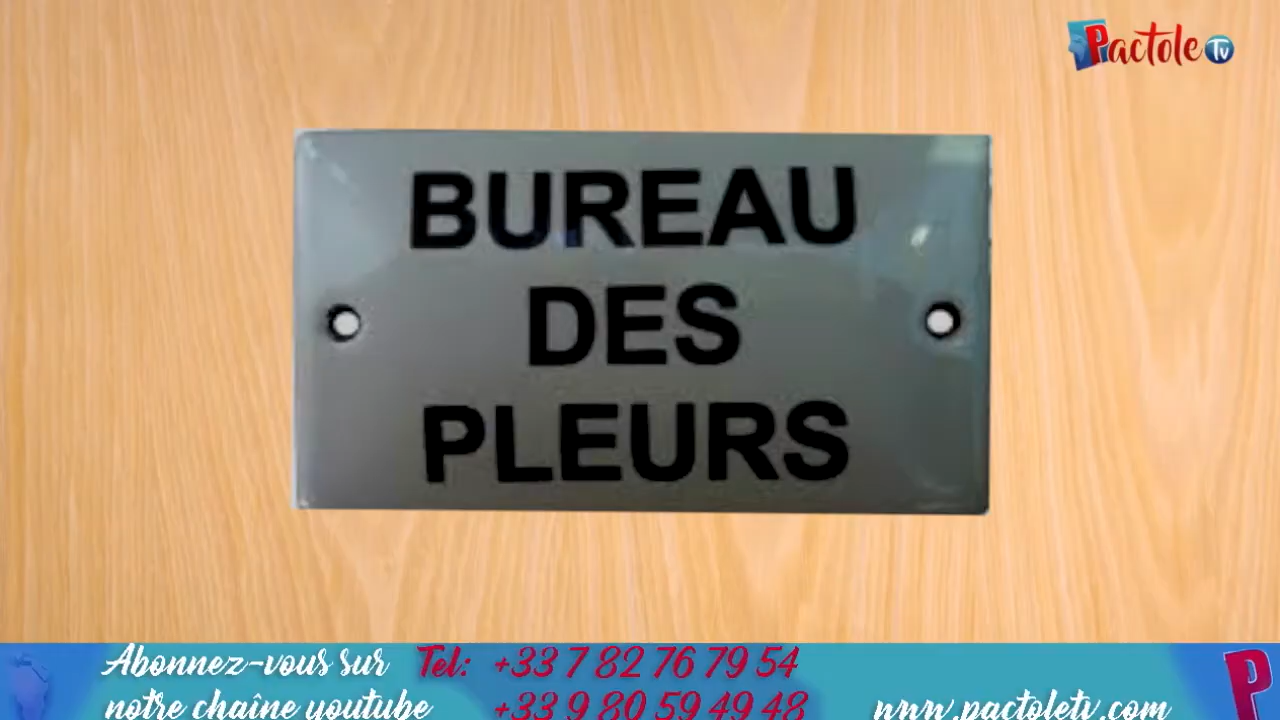 Pactole Tv
BUREAU
DES
PLEURS
Abonnez-vous sur Tel: +33 7 82 76 79 54
notre chaîne youtube +33 9 80 59 49 48 www.pactoletv.com
P